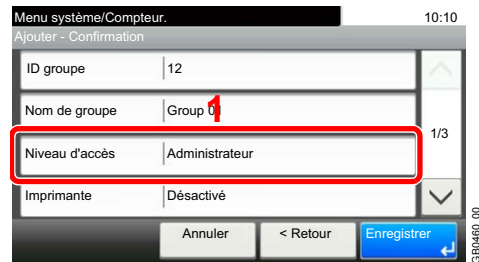 Menu système/Compteur. 10:10
Ajouter - Confirmation
ID groupe 12
Nom de groupe Group 01
1
1/3
Niveau d'accès Administrateur
Imprimante Désactivé
Annuler < Retour Enregistrer
GB0460_00